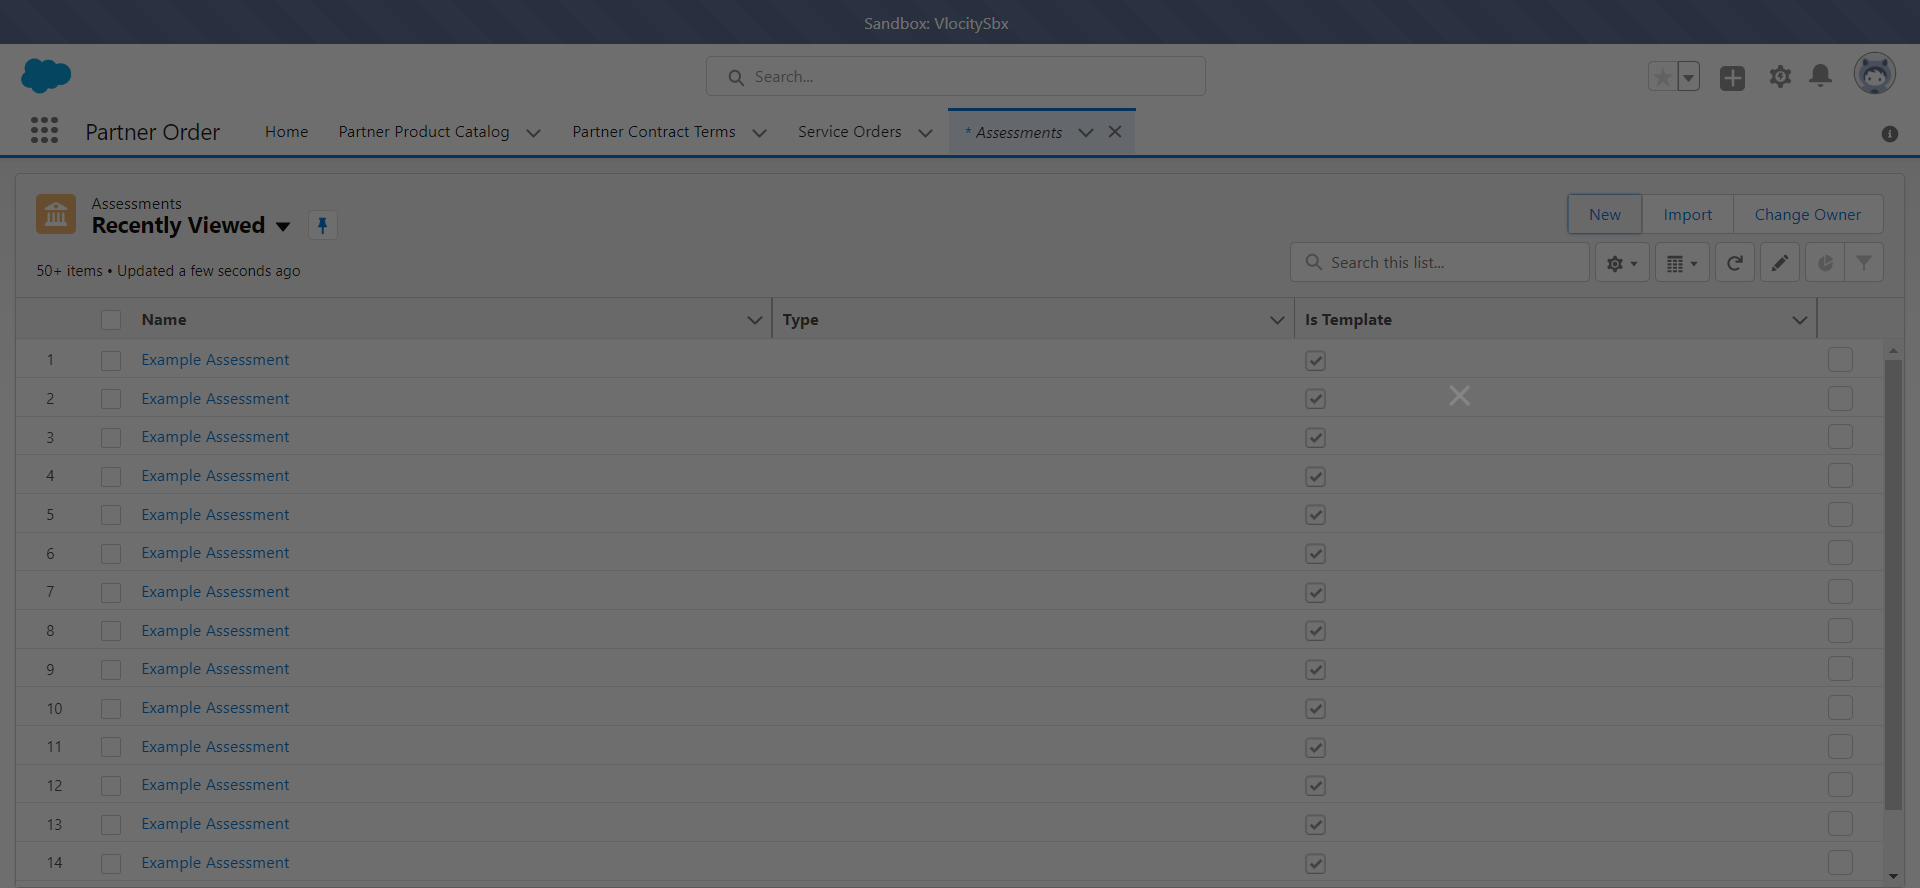 Sandbox: VlocitySbx
Search...
Partner Order
Home
Partner Product Catalog
Partner Contract Terms
Service Orders
* Assessments
Assessments
Recently Viewed
New
Import
Change Owner
50+ items • Updated a few seconds ago
Search this list...
Name
Type
Is Template
1 Example Assessment
2 Example Assessment
3 Example Assessment
4 Example Assessment
5 Example Assessment
6 Example Assessment
7 Example Assessment
8 Example Assessment
9 Example Assessment
10 Example Assessment
11 Example Assessment
12 Example Assessment
13 Example Assessment
14 Example Assessment